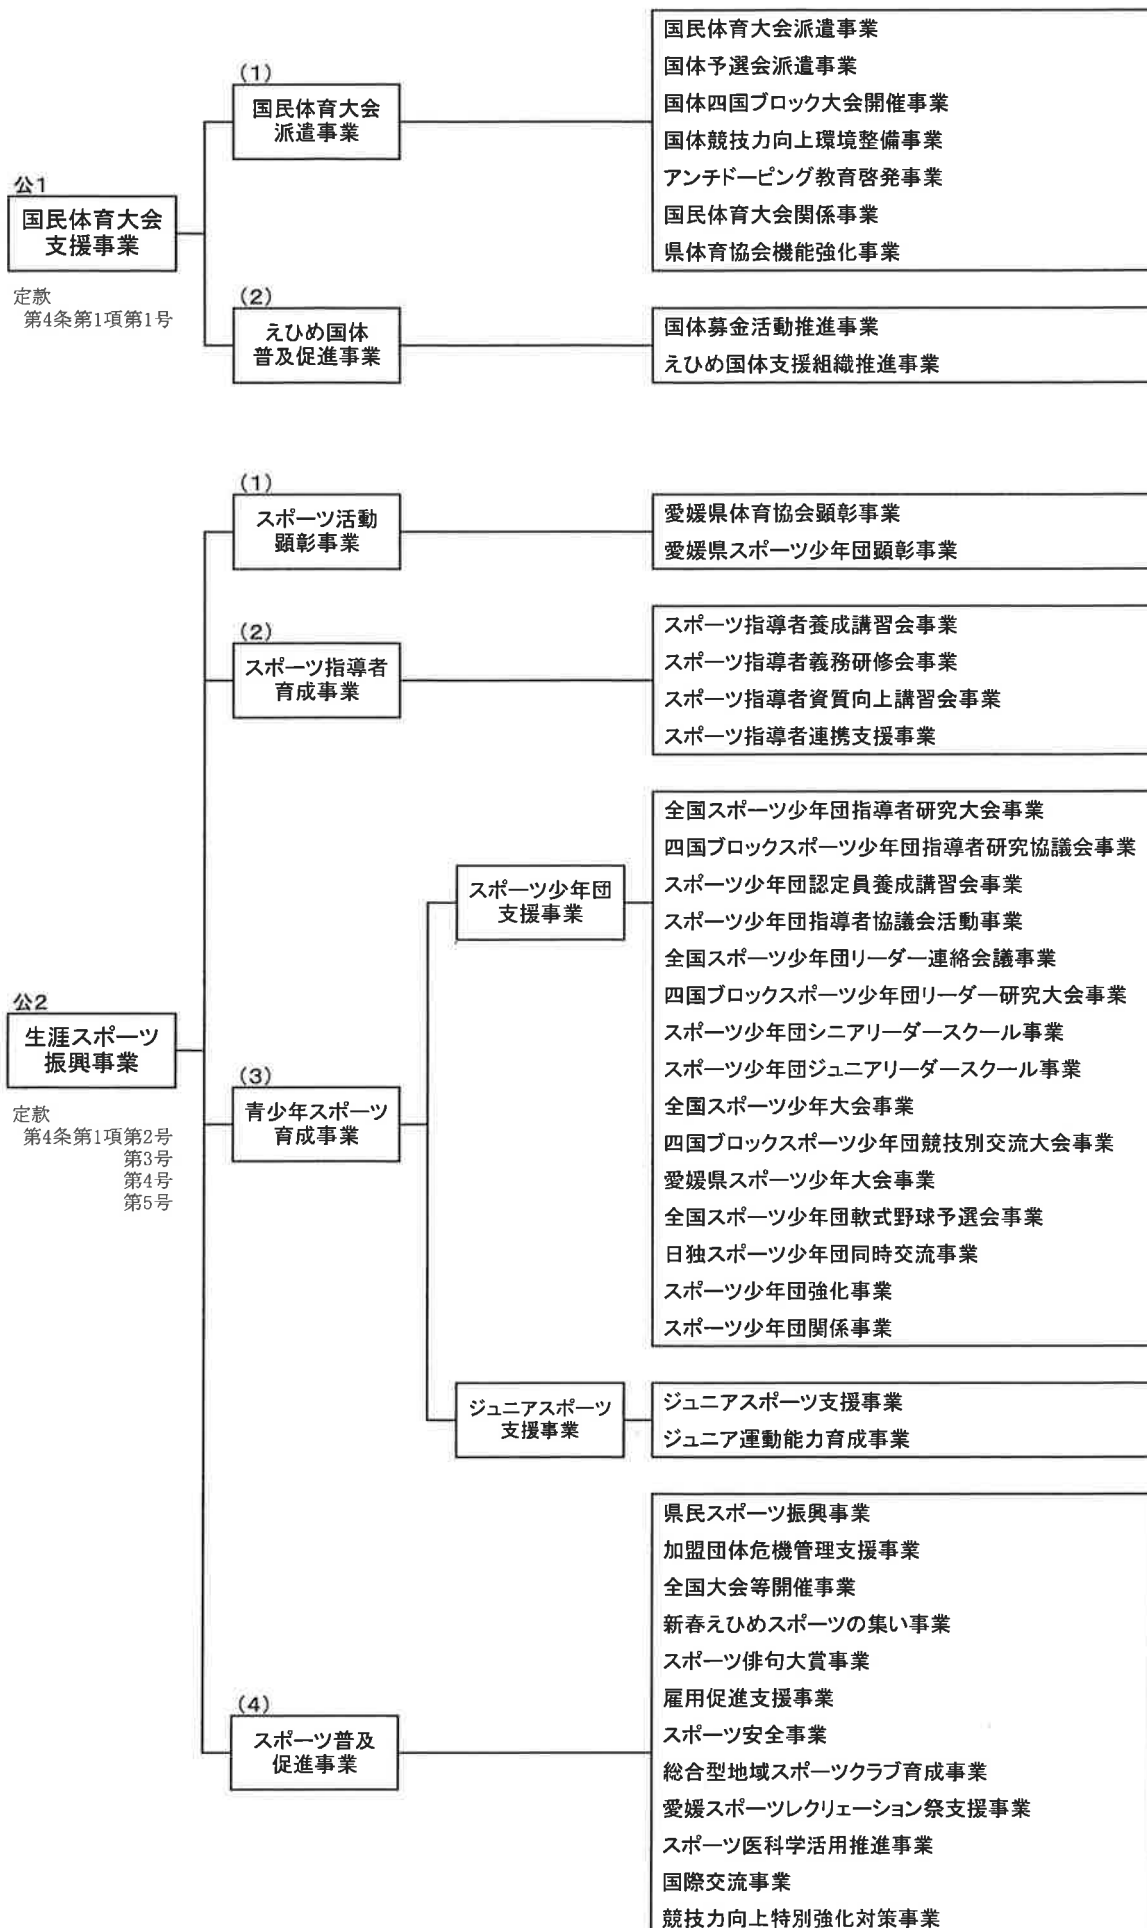 公1
国民体育大会
支援事業
定款
第4条第1項第1号
(1)
国民体育大会
派遣事業
国民体育大会派遣事業
国体予選会派遣事業
国体四国ブロック大会開催事業
国体競技力向上環境整備事業
アンチドーピング教育啓発事業
国民体育大会関係事業
県体育協会機能強化事業
(2)
えひめ国体
普及促進事業
国体募金活動推進事業
えひめ国体支援組織推進事業
公2
生涯スポーツ
振興事業
定款
第4条第1項第2号
第3号
第4号
第5号
(1)
スポーツ活動
顕彰事業
愛媛県体育協会顕彰事業
愛媛県スポーツ少年団顕彰事業
(2)
スポーツ指導者
育成事業
スポーツ指導者養成講習会事業
スポーツ指導者義務研修会事業
スポーツ指導者資質向上講習会事業
スポーツ指導者連携支援事業
(3)
青少年スポーツ
育成事業
スポーツ少年団
支援事業
全国スポーツ少年団指導者研究大会事業
四国ブロックスポーツ少年団指導者研究協議会事業
スポーツ少年団認定員養成講習会事業
スポーツ少年団指導者協議会活動事業
全国スポーツ少年団リーダー連絡会議事業
四国ブロックスポーツ少年団リーダー研究大会事業
スポーツ少年団シニアリーダースクール事業
スポーツ少年団ジュニアリーダースクール事業
全国スポーツ少年大会事業
四国ブロックスポーツ少年団競技別交流大会事業
愛媛県スポーツ少年大会事業
全国スポーツ少年団軟式野球予選会事業
日独スポーツ少年団同時交流事業
スポーツ少年団強化事業
スポーツ少年団関係事業
ジュニアスポーツ
支援事業
ジュニアスポーツ支援事業
ジュニア運動能力育成事業
(4)
スポーツ普及
促進事業
県民スポーツ振興事業
加盟団体危機管理支援事業
全国大会等開催事業
新春えひめスポーツの集い事業
スポーツ俳句大賞事業
雇用促進支援事業
スポーツ安全事業
総合型地域スポーツクラブ育成事業
愛媛スポーツレクリェーション祭支援事業
スポーツ医科学活用推進事業
国際交流事業
競技力向上特別強化対策事業